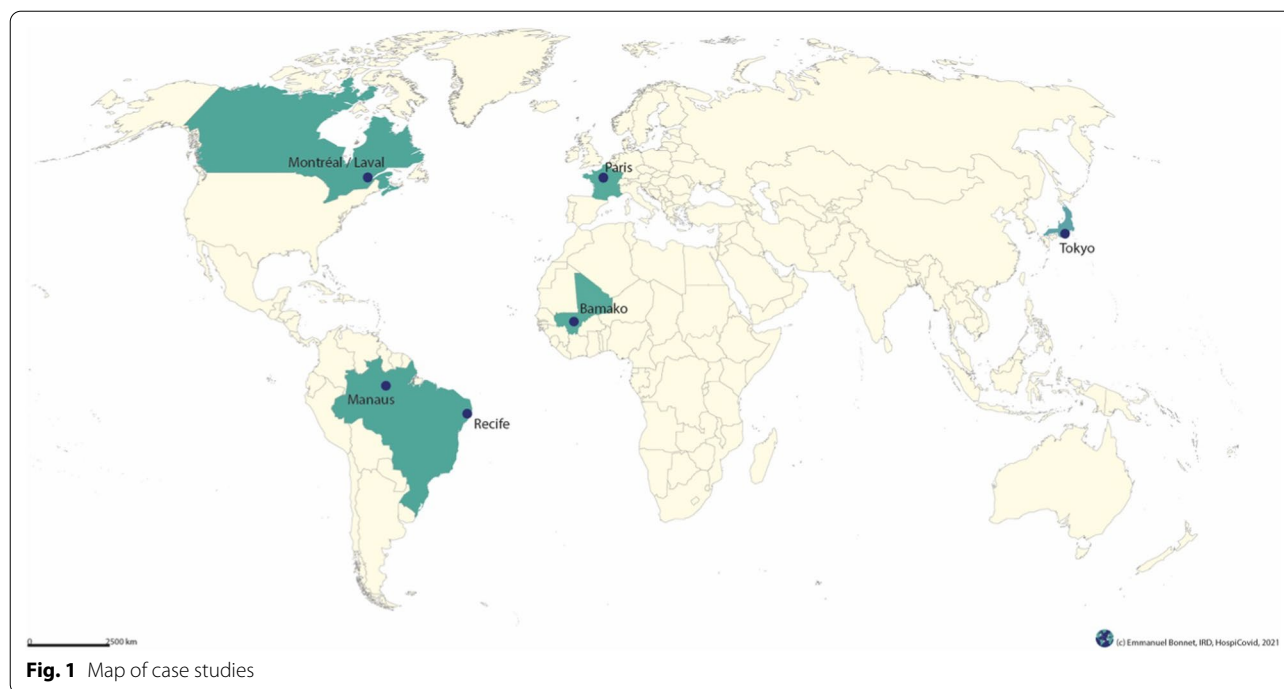 Montréal / Laval
Paris
Tokyo
Bamako
Manaus
Recife
0 2500 km
(c) Emmanuel Bonnet, IRD, HospiCovid, 2021
Fig. 1 Map of case studies